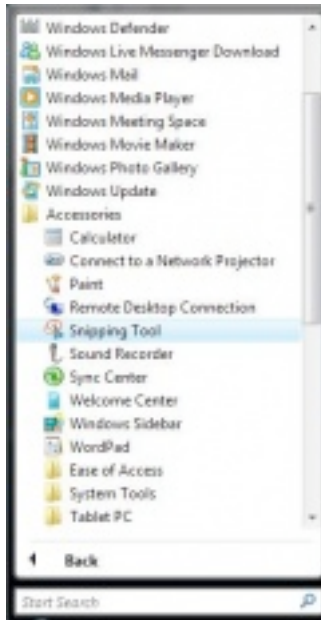 Windows Defender
Windows Live Messenger Download
Windows Mail
Windows Media Player
Windows Meeting Space
Windows Movie Maker
Windows Photo Gallery
Windows Update
Accessories
Calculator
Connect to a Network Projector
Paint
Remote Desktop Connection
Snipping Tool
Sound Recorder
Sync Center
Welcome Center
Windows Sidebar
WordPad
Ease of Access
System Tools
Tablet PC
Back
Start Search